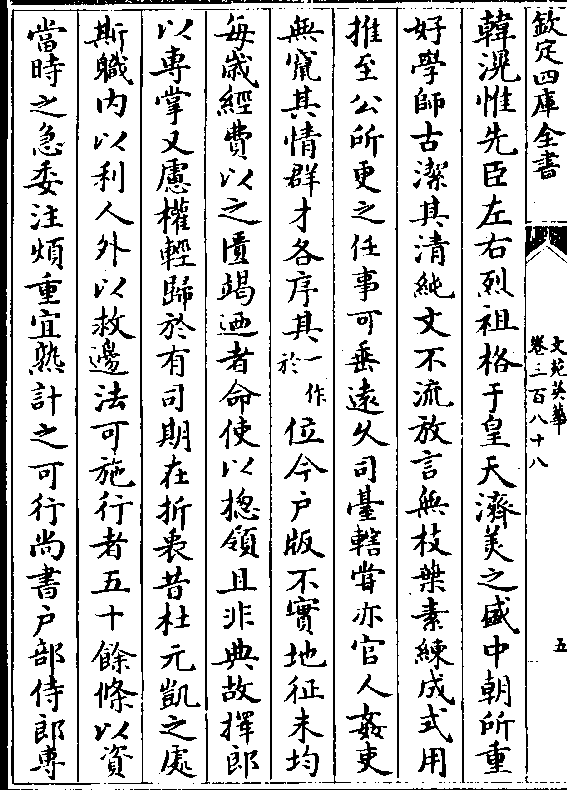 欽定四庫全書
文苑英華
卷三百八十八
五
韓滉惟先臣左右烈祖格于皇天濟美之盛中朝所重
好學師古潔其清純文不流放言無枝葉素練成式用
推至公所更之任事可垂遠久司臺轄嘗亦官人姦吏
無竄其情群才各序其一作於位今户版不實地征未均
每歲經費以之匱竭廼者命使以揔領且非典故擇郎
以専掌又慮權輕歸於有司期在折衷昔杜元凱之處
斯職内以利人外以救邊法可施行者五十餘條以資
當時之急委注煩重宜熟計之可行尚書户部侍郎專